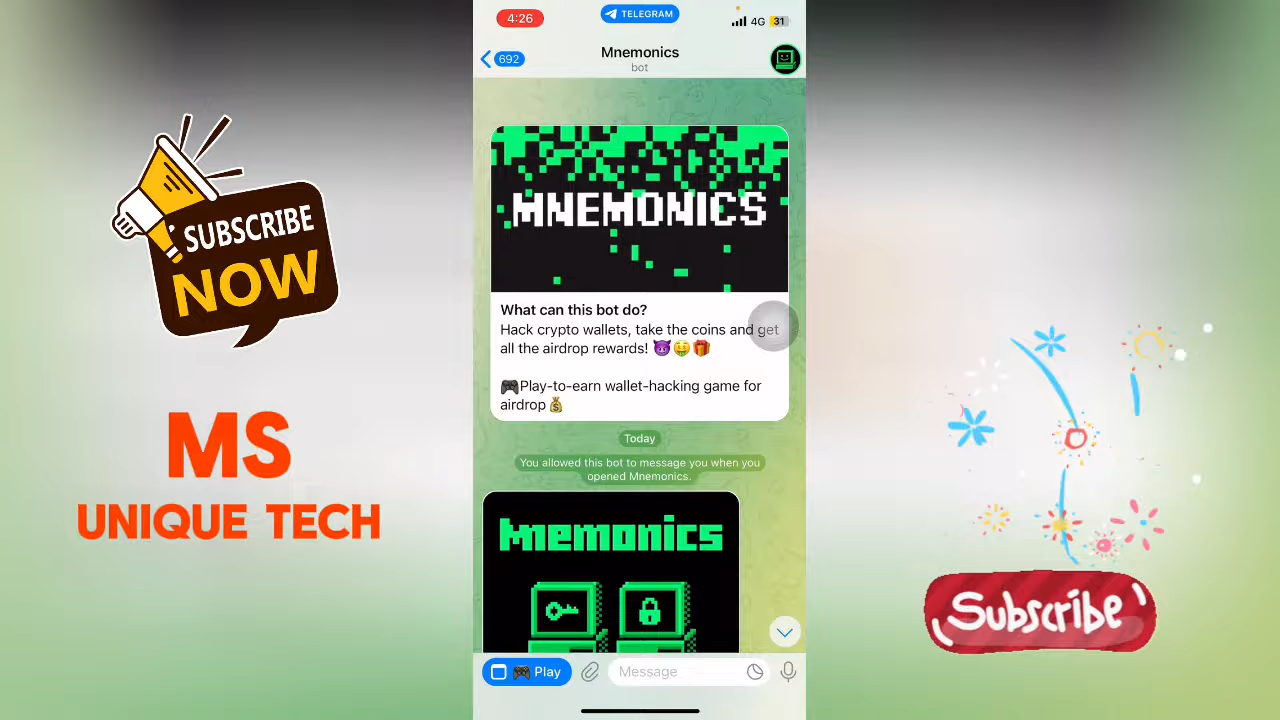 4:26
TELEGRAM
4G
31
692
Mnemonics
bot
MNEMONICS
What can this bot do?
Hack crypto wallets, take the coins and get
all the airdrop rewards! 😈🤑🎁
🎮Play-to-earn wallet-hacking game for
airdrop💰
Today
You allowed this bot to message you when you
opened Mnemonics.
mnemonics
🎮 Play
Message
SUBSCRIBE
NOW
MS
UNIQUE TECH
Subscribe